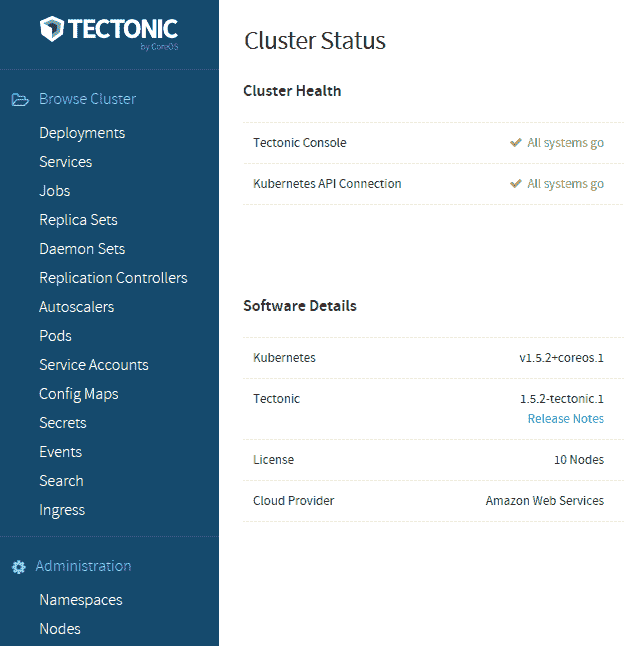 TECTONIC
by CoreOS
Browse Cluster
Deployments
Services
Jobs
Replica Sets
Daemon Sets
Replication Controllers
Autoscalers
Pods
Service Accounts
Config Maps
Secrets
Events
Search
Ingress
Administration
Namespaces
Nodes
Cluster Status
Cluster Health
Tectonic Console All systems go
Kubernetes API Connection All systems go
Software Details
Kubernetes v1.5.2+coreos.1
Tectonic 1.5.2-tectonic.1
Release Notes
License 10 Nodes
Cloud Provider Amazon Web Services